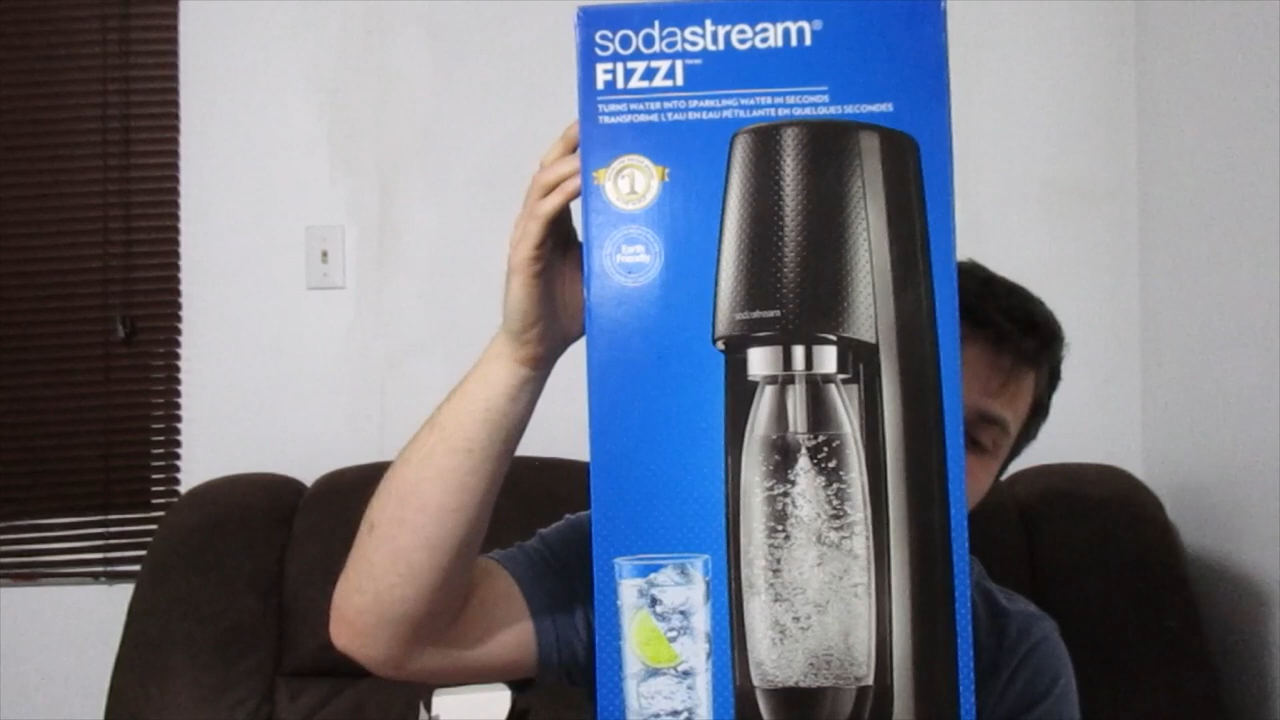 sodastream®
FIZZI
TURNS WATER INTO SPARKLING WATER IN SECONDS
TRANSFORME L'EAU EN EAU PÉTILLANTE EN QUELQUES SECONDES
1
Earth
Friendly
sodastream